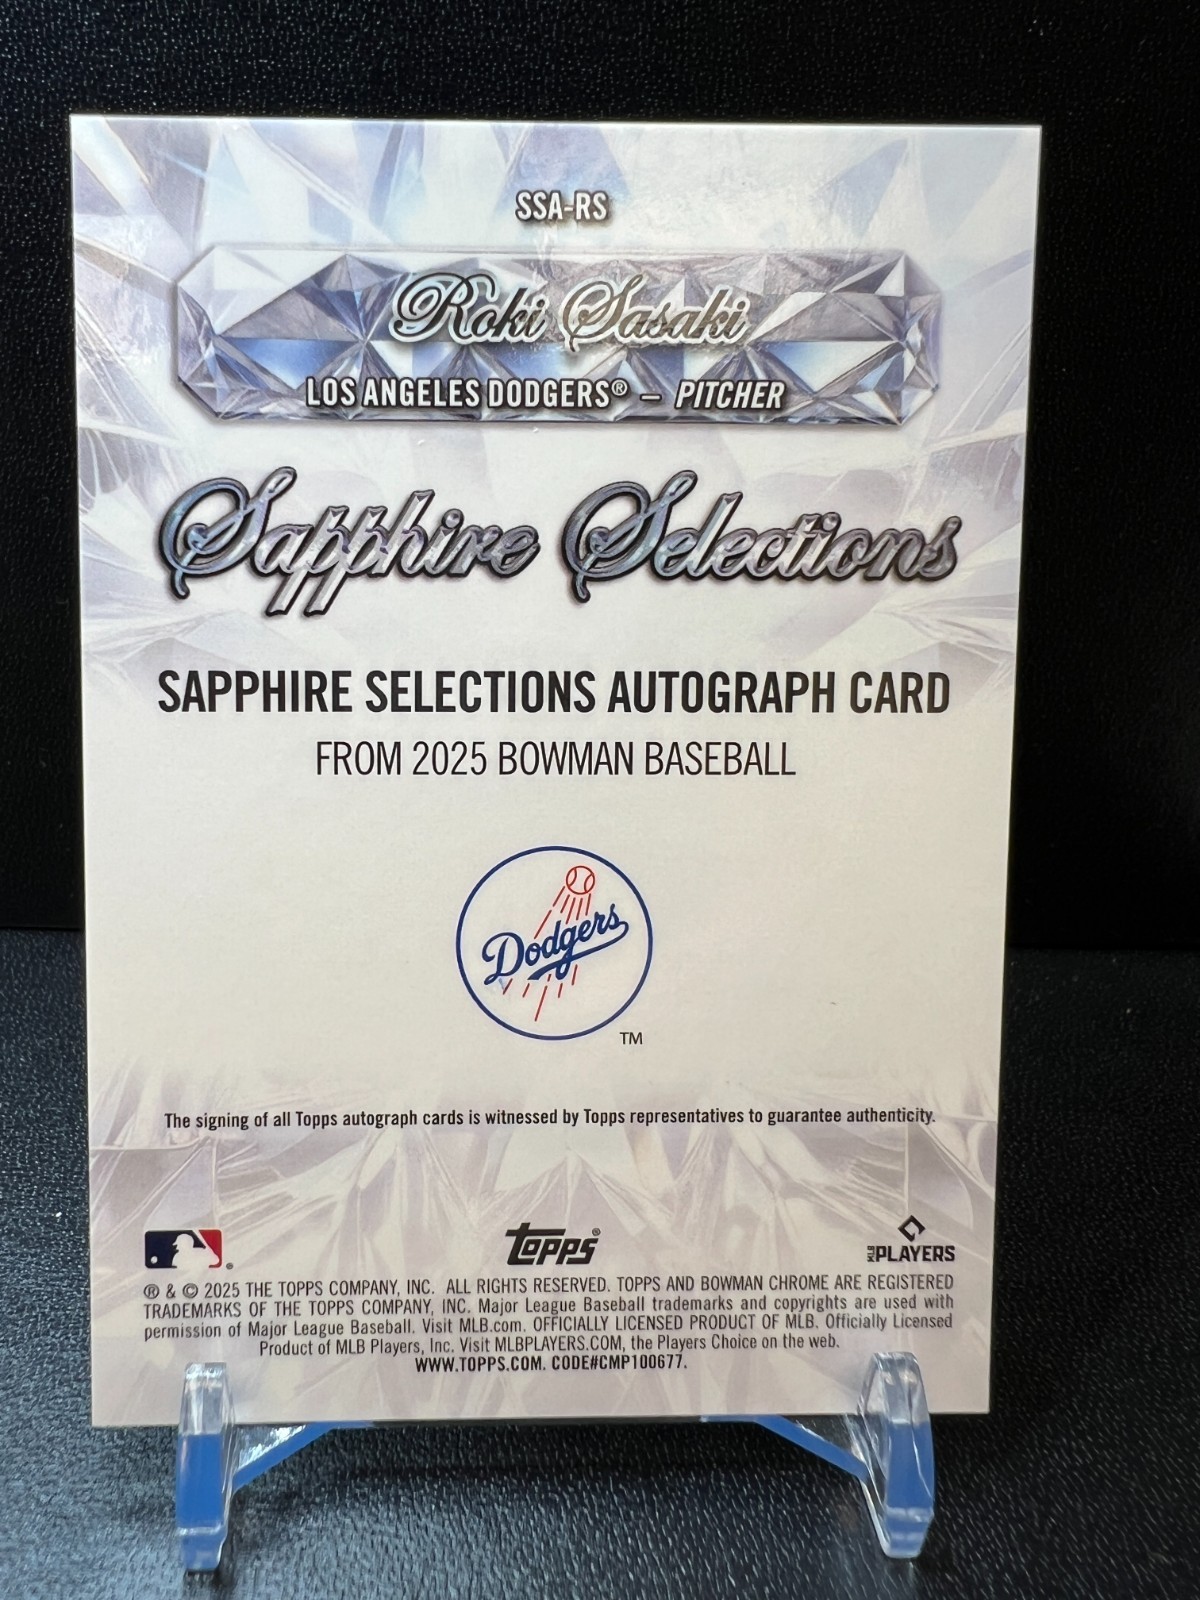 SSA-RS
Roki Sasaki
LOS ANGELES DODGERS® – PITCHER
Sapphire Selections
SAPPHIRE SELECTIONS AUTOGRAPH CARD
FROM 2025 BOWMAN BASEBALL
Dodgers
TM
The signing of all Topps autograph cards is witnessed by Topps representatives to guarantee authenticity.
® topps® MLB PLAYERS
® & © 2025 THE TOPPS COMPANY, INC. ALL RIGHTS RESERVED. TOPPS AND BOWMAN CHROME ARE REGISTERED
TRADEMARKS OF THE TOPPS COMPANY, INC. Major League Baseball trademarks and copyrights are used with
permission of Major League Baseball. Visit MLB.com. OFFICIALLY LICENSED PRODUCT OF MLB. Officially Licensed
Product of MLB Players, Inc. Visit MLBPLAYERS.COM, the Players Choice on the web.
WWW.TOPPS.COM. CODE#CMP100677.